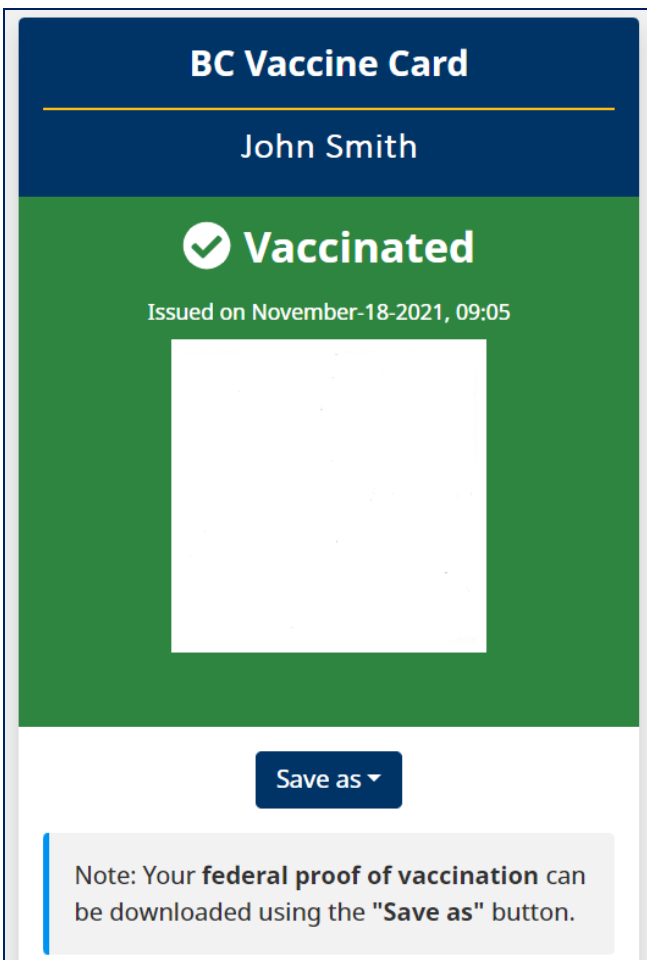 BC Vaccine Card
John Smith
Vaccinated
Issued on November-18-2021, 09:05
Save as
Note: Your federal proof of vaccination can
be downloaded using the "Save as" button.